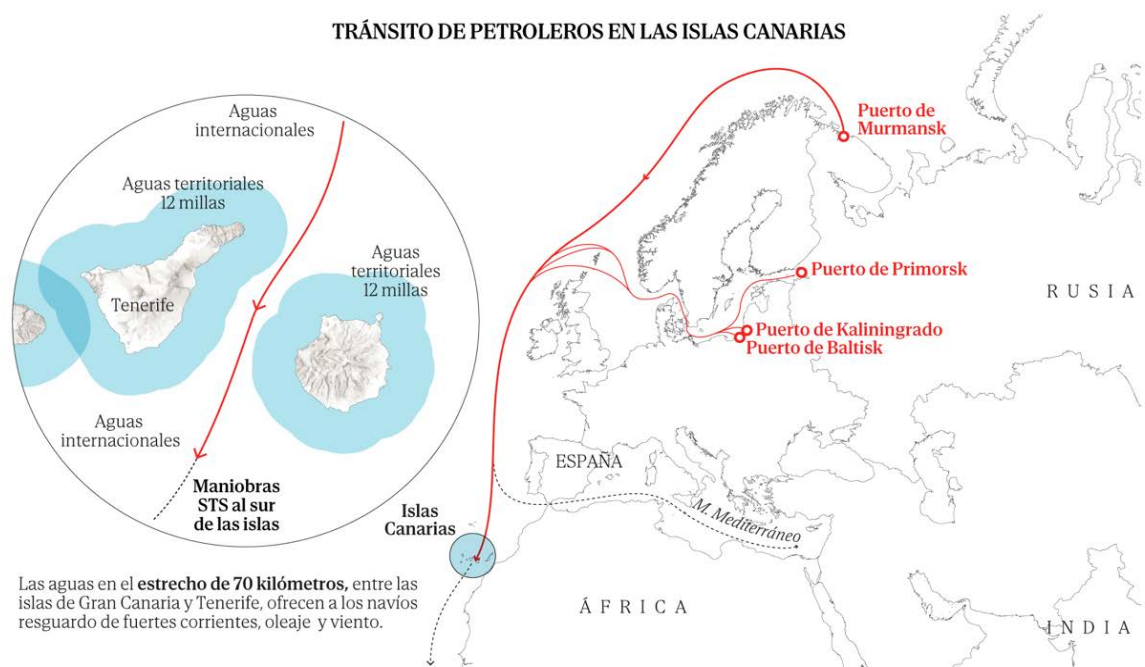 TRÁNSITO DE PETROLEROS EN LAS ISLAS CANARIAS
Aguas
internacionales
Aguas territoriales
12 millas
Aguas
territoriales
12 millas
Tenerife
Aguas
internacionales
Maniobras
STS al sur
de las islas
Puerto de
Murmansk
Puerto de Primorsk
RUSIA
Puerto de Kaliningrado
Puerto de Baltisk
ESPAÑA
M. Mediterráneo
Islas
Canarias
ÁFRICA
INDIA
Las aguas en el estrecho de 70 kilómetros, entre las
islas de Gran Canaria y Tenerife, ofrecen a los navíos
resguardo de fuertes corrientes, oleaje y viento.